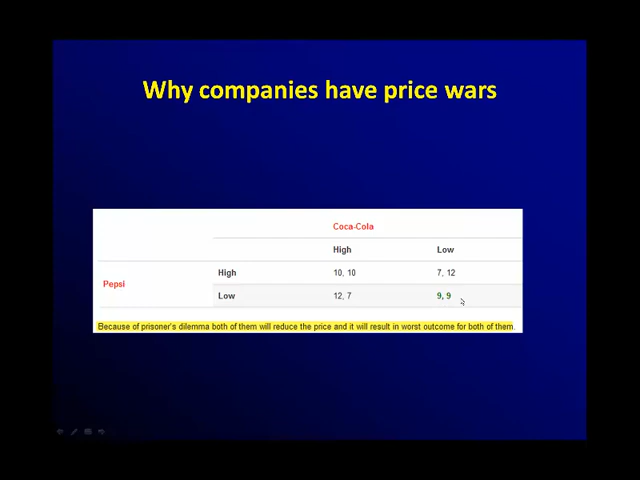 Why companies have price wars
Coca-Cola
High Low
High 10, 10 7, 12
Pepsi
Low 12, 7 9, 9
Because of prisoner's dilemma both of them will reduce the price and it will result in worst outcome for both of them.